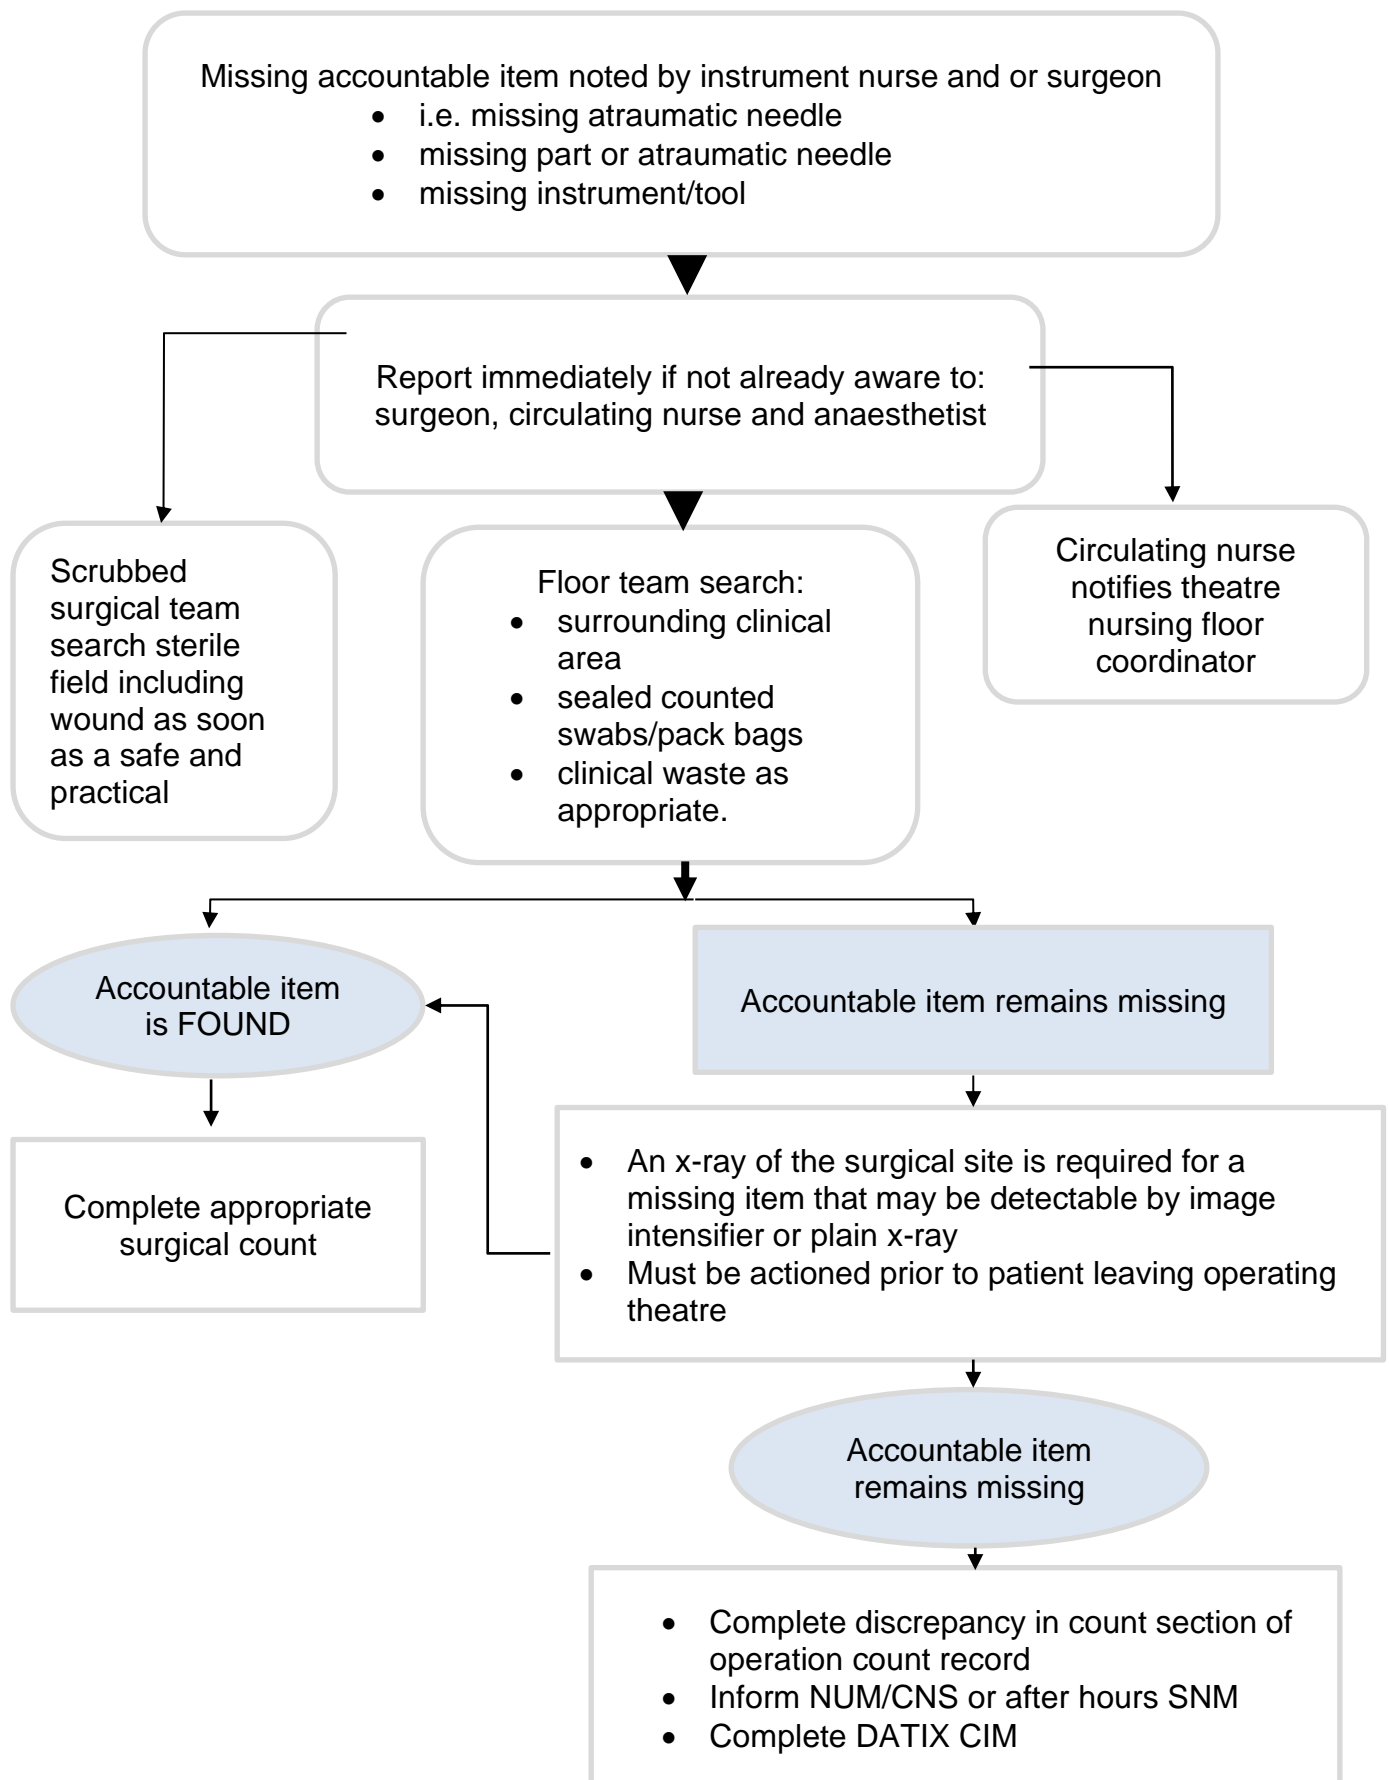 Missing accountable item noted by instrument nurse and or surgeon
• i.e. missing atraumatic needle
• missing part or atraumatic needle
• missing instrument/tool
Report immediately if not already aware to:
surgeon, circulating nurse and anaesthetist
Scrubbed
surgical team
search sterile
field including
wound as soon
as a safe and
practical
Floor team search:
• surrounding clinical
area
• sealed counted
swabs/pack bags
• clinical waste as
appropriate.
Circulating nurse
notifies theatre
nursing floor
coordinator
Accountable item
is FOUND
Accountable item remains missing
Complete appropriate
surgical count
• An x-ray of the surgical site is required for a
missing item that may be detectable by image
intensifier or plain x-ray
• Must be actioned prior to patient leaving operating
theatre
Accountable item
remains missing
• Complete discrepancy in count section of
operation count record
• Inform NUM/CNS or after hours SNM
• Complete DATIX CIM